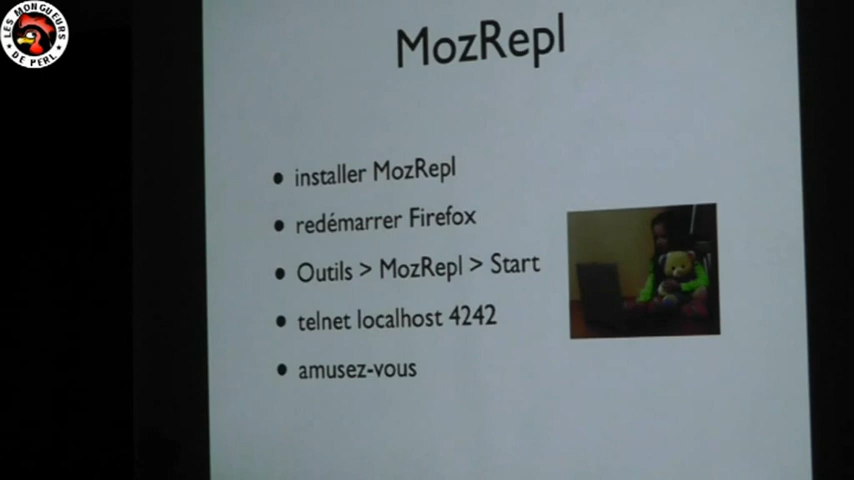 LES MONGUEURS
DE PERL
MozRepl
• installer MozRepl
• redémarrer Firefox
• Outils > MozRepl > Start
• telnet localhost 4242
• amusez-vous